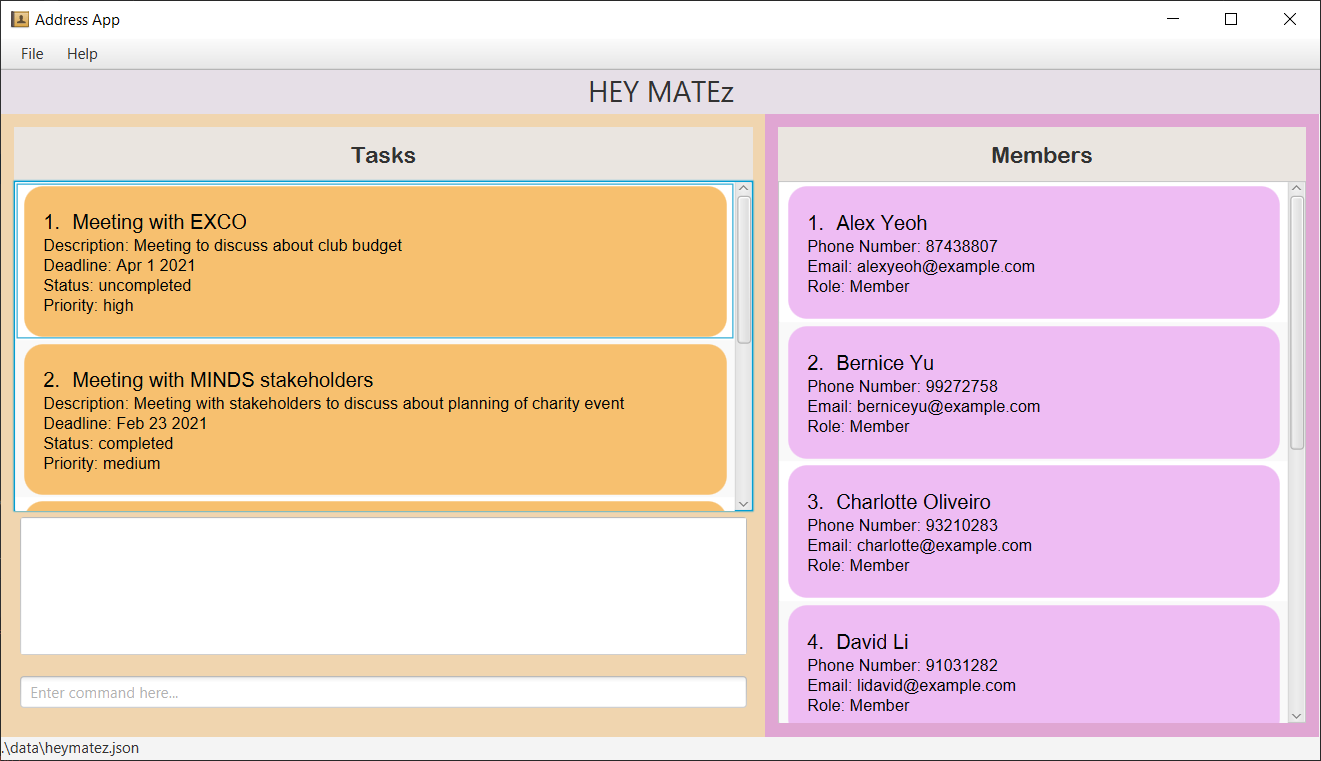 Address App
File Help
HEY MATEz
Tasks
1. Meeting with EXCO
Description: Meeting to discuss about club budget
Deadline: Apr 1 2021
Status: uncompleted
Priority: high
2. Meeting with MINDS stakeholders
Description: Meeting with stakeholders to discuss about planning of charity event
Deadline: Feb 23 2021
Status: completed
Priority: medium
Enter command here...
Members
1. Alex Yeoh
Phone Number: 87438807
Email: alexyeoh@example.com
Role: Member
2. Bernice Yu
Phone Number: 99272758
Email: berniceyu@example.com
Role: Member
3. Charlotte Oliveiro
Phone Number: 93210283
Email: charlotte@example.com
Role: Member
4. David Li
Phone Number: 91031282
Email: lidavid@example.com
Role: Member
.\data\heymatez.json